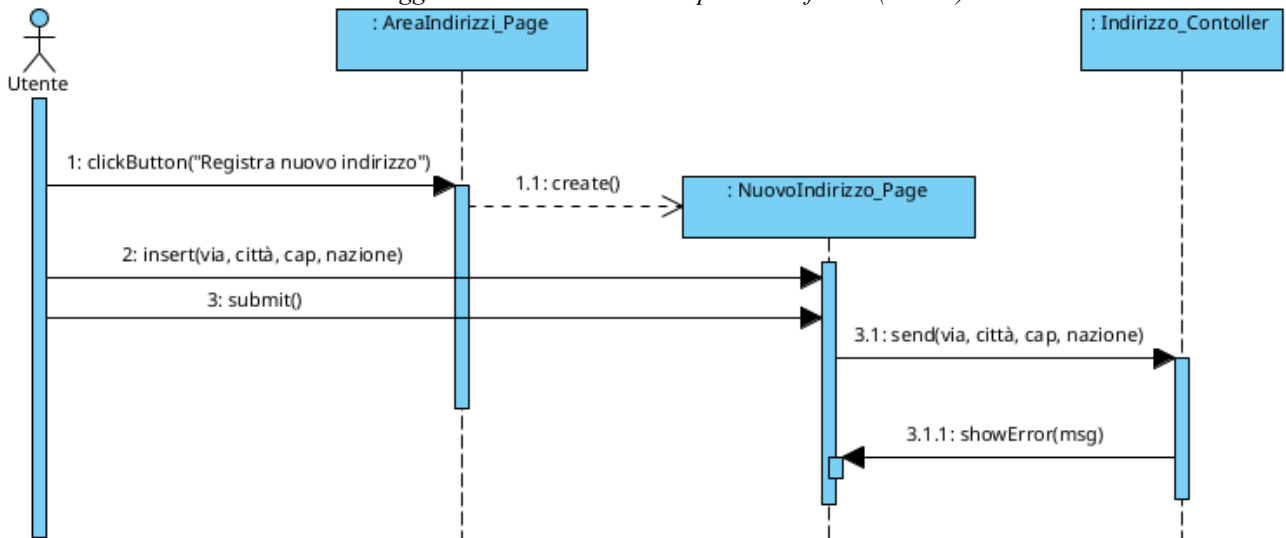 : AreaIndirizzi_Page
: Indirizzo_Contoller
Utente
1: clickButton("Registra nuovo indirizzo")
1.1: create()
: NuovoIndirizzo_Page
2: insert(via, città, cap, nazione)
3: submit()
3.1: send(via, città, cap, nazione)
3.1.1: showError(msg)